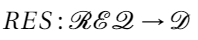 RES : ℛℰ𝒬 → 𝒟